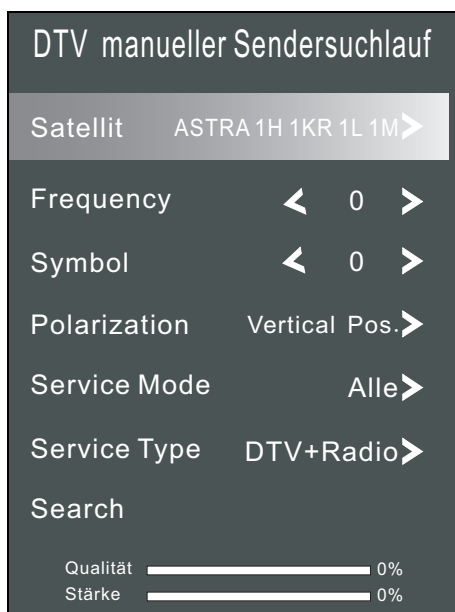 DTV manueller Sendersuchlauf
Satellit ASTRA 1H 1KR 1L 1M >
Frequency < 0 >
Symbol < 0 >
Polarization Vertical Pos. >
Service Mode Alle >
Service Type DTV+Radio >
Search
Qualität 0%
Stärke 0%